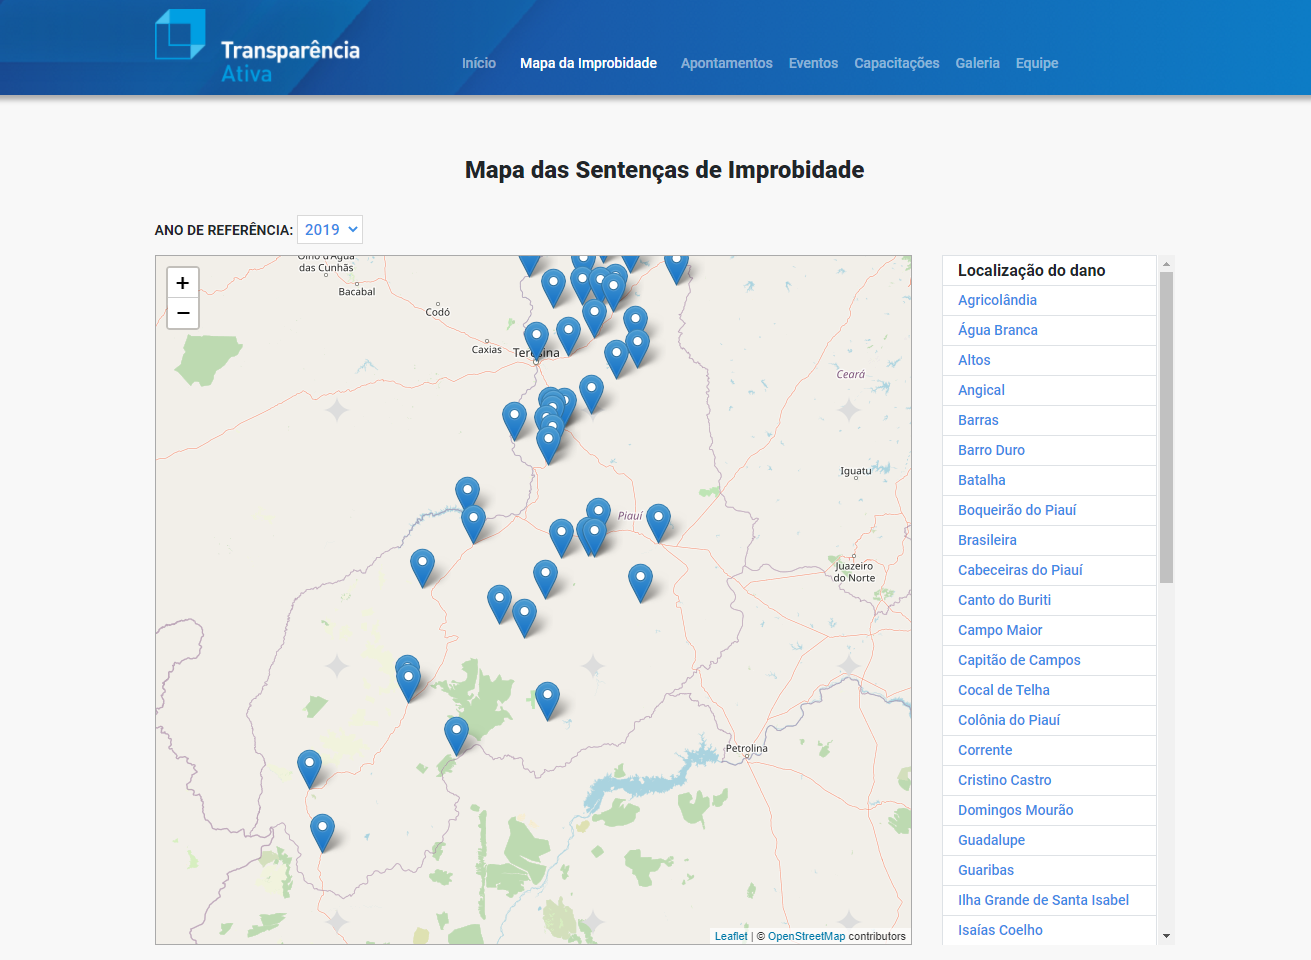 Transparência
Ativa
Início
Mapa da Improbidade
Apontamentos
Eventos
Capacitações
Galeria
Equipe
Mapa das Sentenças de Improbidade
ANO DE REFERÊNCIA: 2019
+
−
das Cunhãs
Bacabal
Codó
Caxias
Ceará
Iguatu
Piauí
Juazeiro
do Norte
Petrolina
Leaflet | © OpenStreetMap contributors
Localização do dano
Agricolândia
Água Branca
Altos
Angical
Barras
Barro Duro
Batalha
Boqueirão do Piauí
Brasileira
Cabeceiras do Piauí
Canto do Buriti
Campo Maior
Capitão de Campos
Cocal de Telha
Colônia do Piauí
Corrente
Cristino Castro
Domingos Mourão
Guadalupe
Guaribas
Ilha Grande de Santa Isabel
Isaías Coelho